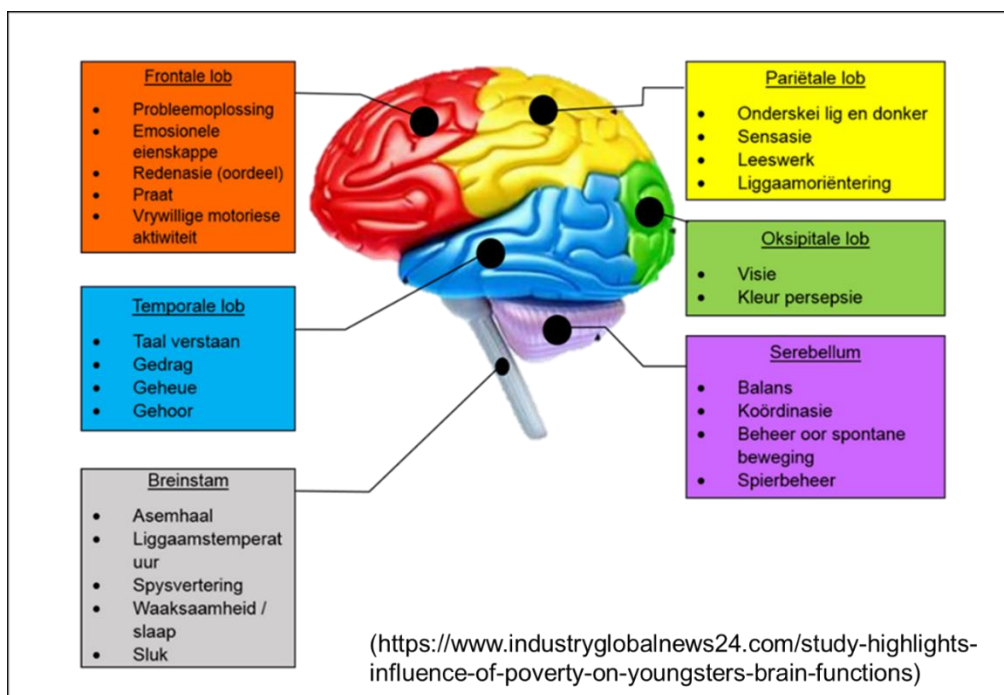 Frontale lob
• Probleemoplossing
• Emosionele
eienskappe
• Redenasie (oordeel)
• Praat
• Vrywillige motoriese
aktiwiteit
Temporale lob
• Taal verstaan
• Gedrag
• Geheue
• Gehoor
Breinstam
• Asemhaal
• Liggaamstemperat
uur
• Spysvertering
• Waaksaamheid /
slaap
• Sluk
Pariëtale lob
• Onderskei lig en donker
• Sensasie
• Leeswerk
• Liggaamoriëntering
Oksipitale lob
• Visie
• Kleur persepsie
Serebellum
• Balans
• Koördinasie
• Beheer oor spontane
beweging
• Spierbeheer
(https://www.industryglobalnews24.com/study-highlights-
influence-of-poverty-on-youngsters-brain-functions)